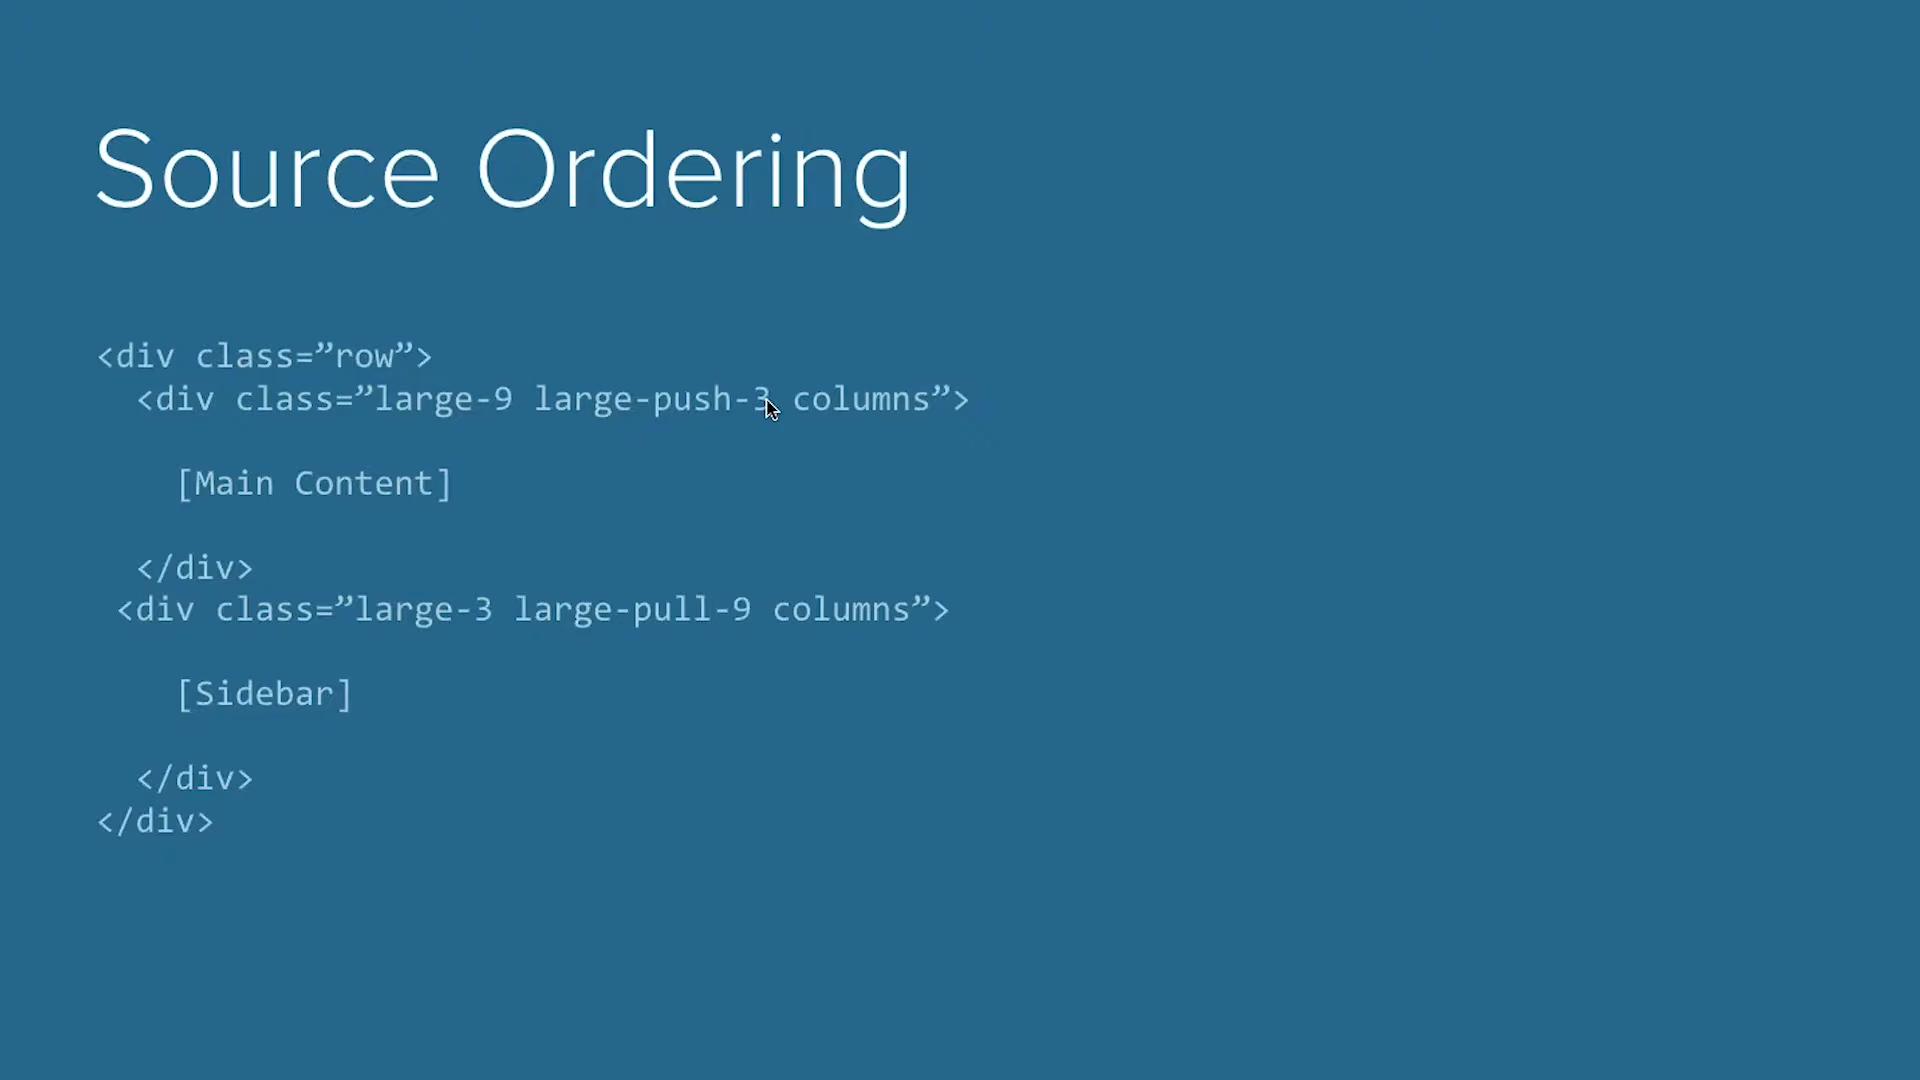 Source Ordering
<div class=”row”>
<div class=”large-9 large-push-3 columns”>
[Main Content]
</div>
<div class=”large-3 large-pull-9 columns”>
[Sidebar]
</div>
</div>